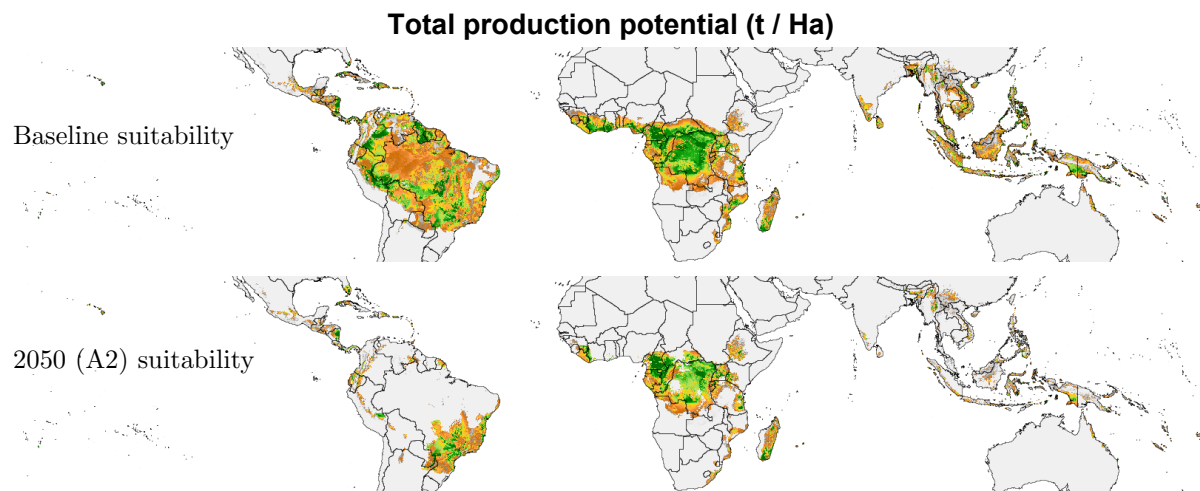 Total production potential (t / Ha)
Baseline suitability
2050 (A2) suitability